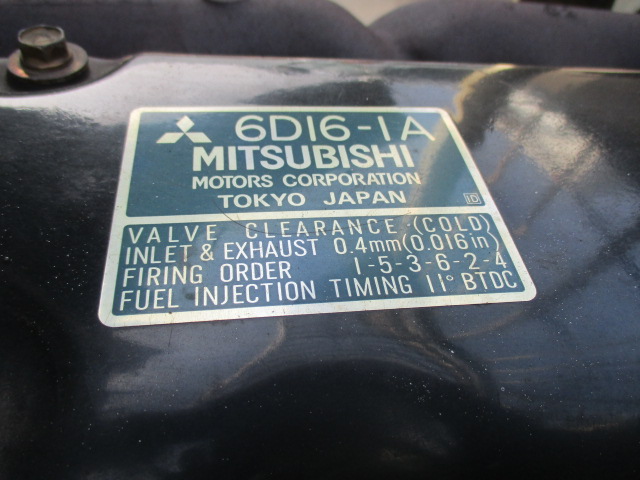 6D16-1A
MITSUBISHI
MOTORS CORPORATION
TOKYO JAPAN
ID
VALVE CLEARANCE (COLD)
INLET & EXHAUST 0.4mm(0.016in)
FIRING ORDER 1-5-3-6-2-4
FUEL INJECTION TIMING 11° BTDC